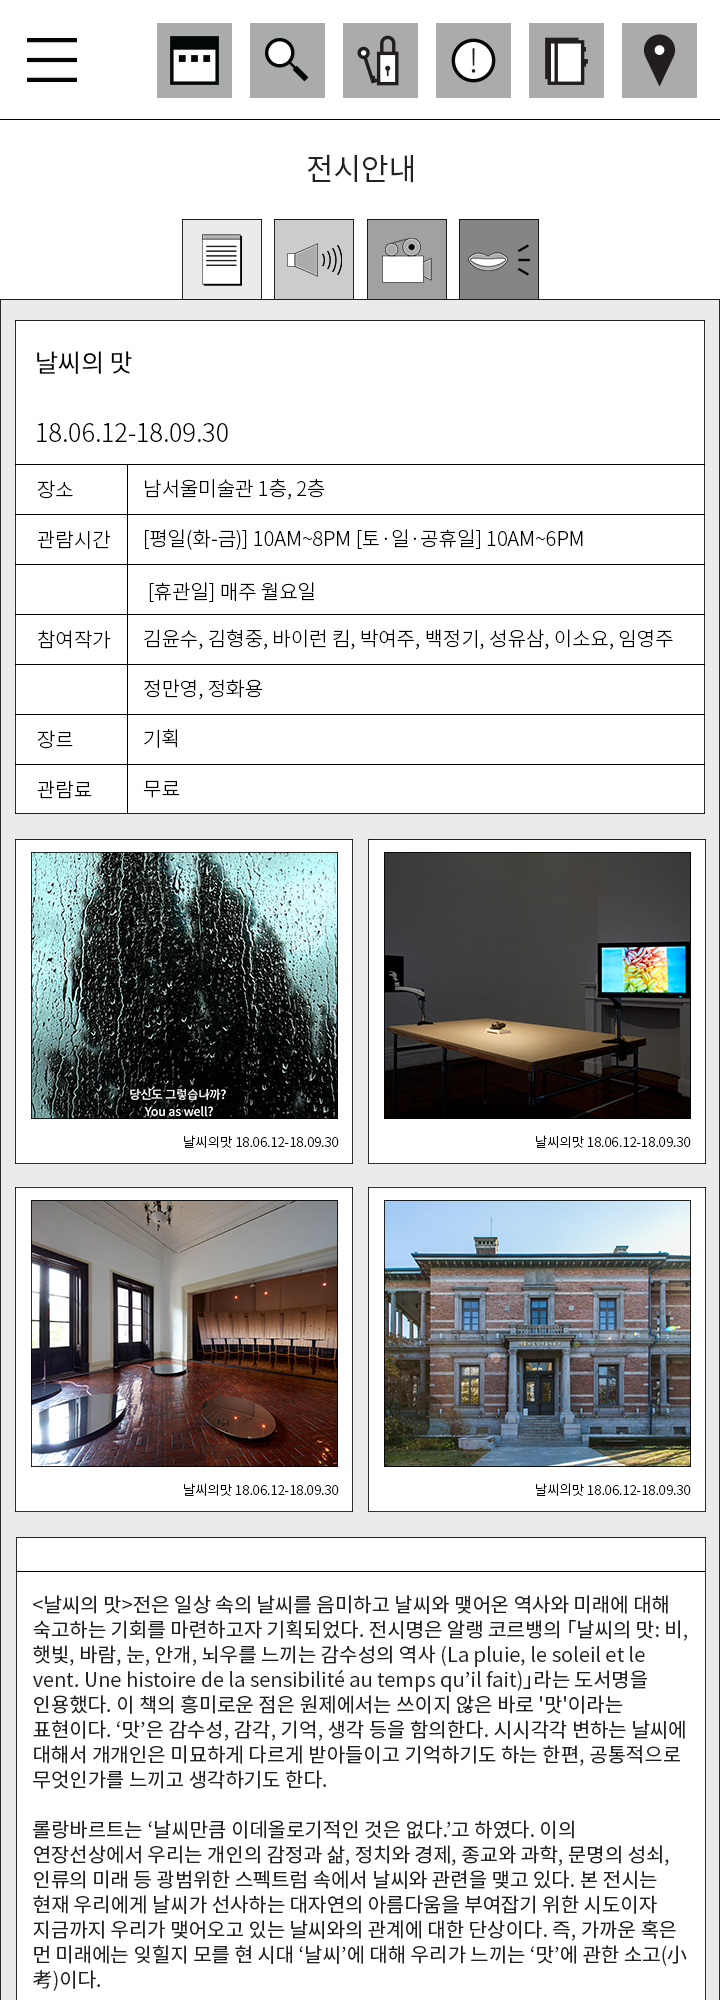 전시안내
날씨의 맛
18.06.12-18.09.30
장소 남서울미술관 1층, 2층
관람시간 [평일(화-금)] 10AM~8PM [토·일·공휴일] 10AM~6PM
[휴관일] 매주 월요일
참여작가 김윤수, 김형중, 바이런 킴, 박여주, 백정기, 성유삼, 이소요, 임영주
정만영, 정화용
장르 기획
관람료 무료
당신도 그렇습니까?
You as well?
날씨의맛 18.06.12-18.09.30
날씨의맛 18.06.12-18.09.30
날씨의맛 18.06.12-18.09.30
날씨의맛 18.06.12-18.09.30
<날씨의 맛>전은 일상 속의 날씨를 음미하고 날씨와 맺어온 역사와 미래에 대해
숙고하는 기회를 마련하고자 기획되었다. 전시명은 알랭 코르뱅의 ｢날씨의 맛: 비,
햇빛, 바람, 눈, 안개, 뇌우를 느끼는 감수성의 역사 (La pluie, le soleil et le
vent. Une histoire de la sensibilité au temps qu’il fait)｣라는 도서명을
인용했다. 이 책의 흥미로운 점은 원제에서는 쓰이지 않은 바로 '맛'이라는
표현이다. ‘맛’은 감수성, 감각, 기억, 생각 등을 함의한다. 시시각각 변하는 날씨에
대해서 개개인은 미묘하게 다르게 받아들이고 기억하기도 하는 한편, 공통적으로
무엇인가를 느끼고 생각하기도 한다.
롤랑바르트는 ‘날씨만큼 이데올로기적인 것은 없다.’고 하였다. 이의
연장선상에서 우리는 개인의 감정과 삶, 정치와 경제, 종교와 과학, 문명의 성쇠,
인류의 미래 등 광범위한 스펙트럼 속에서 날씨와 관련을 맺고 있다. 본 전시는
현재 우리에게 날씨가 선사하는 대자연의 아름다움을 부여잡기 위한 시도이자
지금까지 우리가 맺어오고 있는 날씨와의 관계에 대한 단상이다. 즉, 가까운 혹은
먼 미래에는 잊힐지 모를 현 시대 ‘날씨’에 대해 우리가 느끼는 ‘맛’에 관한 소고(小
考)이다.